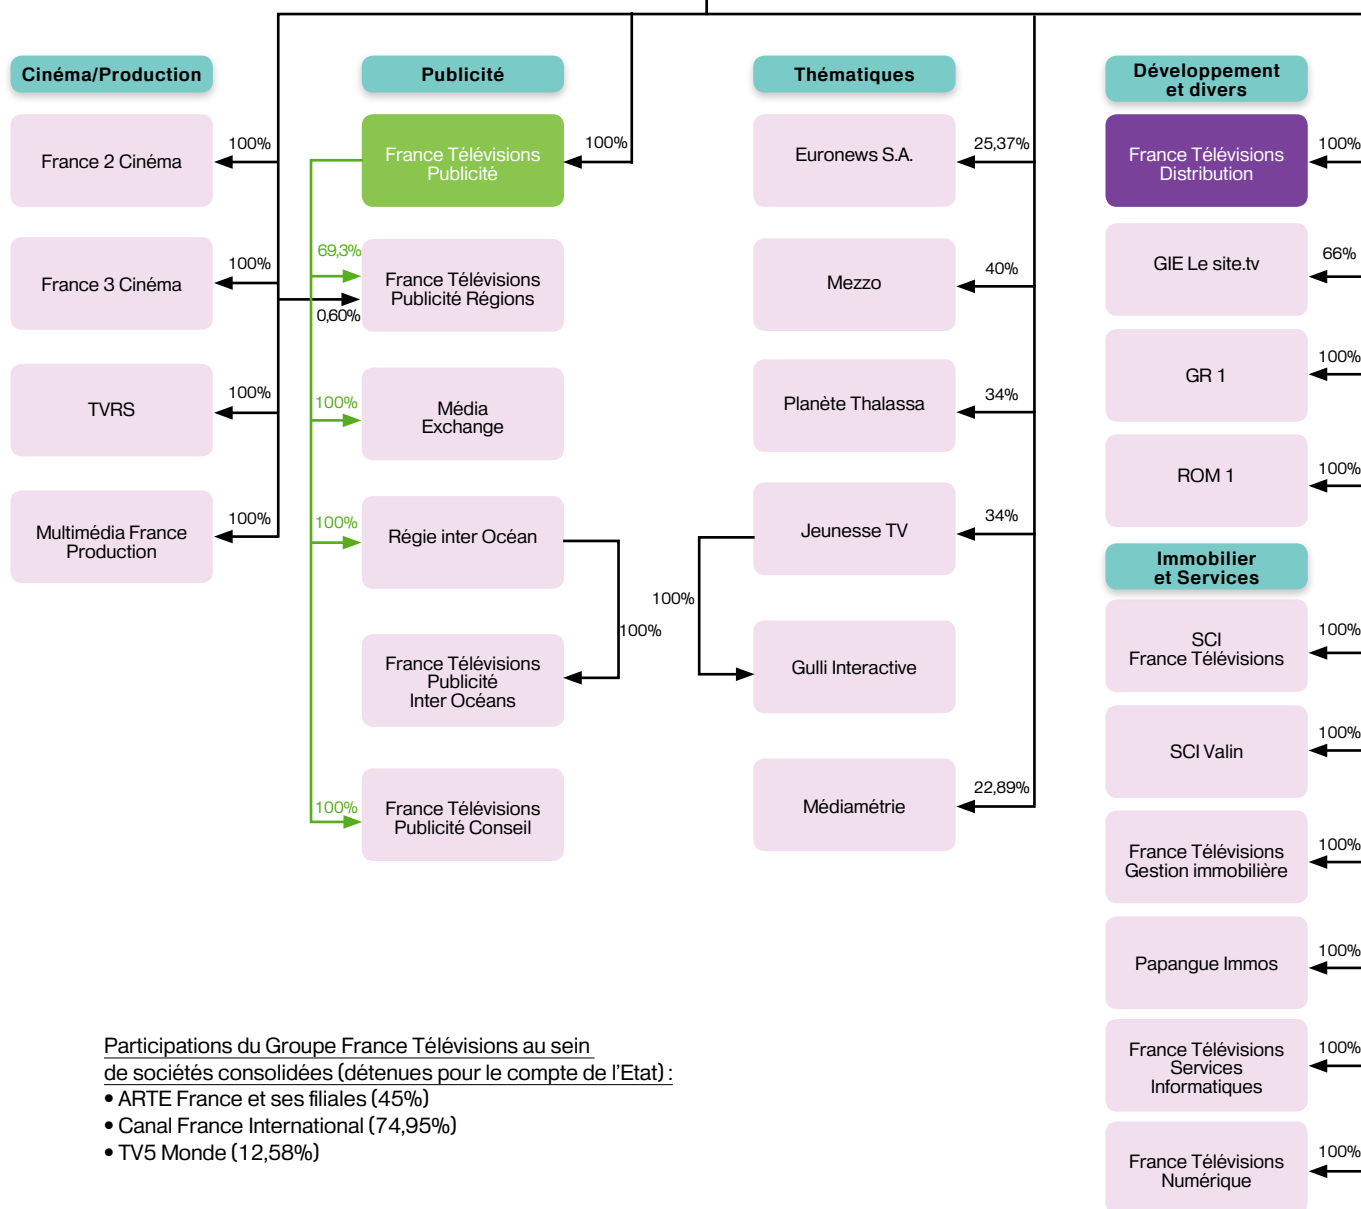 Cinéma/Production
France 2 Cinéma
100%
France 3 Cinéma
100%
TVRS
100%
Multimédia France
Production
100%
Publicité
France Télévisions
Publicité
100%
69,3%
0,60%
France Télévisions
Publicité Régions
100%
Média
Exchange
100%
Régie inter Océan
100%
France Télévisions
Publicité
Inter Océans
100%
France Télévisions
Publicité Conseil
Thématiques
Euronews S.A.
25,37%
Mezzo
40%
Planète Thalassa
34%
Jeunesse TV
34%
100%
Gulli Interactive
Médiamétrie
22,89%
Développement
et divers
France Télévisions
Distribution
100%
GIE Le site.tv
66%
GR 1
100%
ROM 1
100%
Immobilier
et Services
SCI
France Télévisions
100%
SCI Valin
100%
France Télévisions
Gestion immobilière
100%
Papangue Immos
100%
France Télévisions
Services
Informatiques
100%
France Télévisions
Numérique
100%
Participations du Groupe France Télévisions au sein
de sociétés consolidées (détenues pour le compte de l’Etat) :
• ARTE France et ses filiales (45%)
• Canal France International (74,95%)
• TV5 Monde (12,58%)